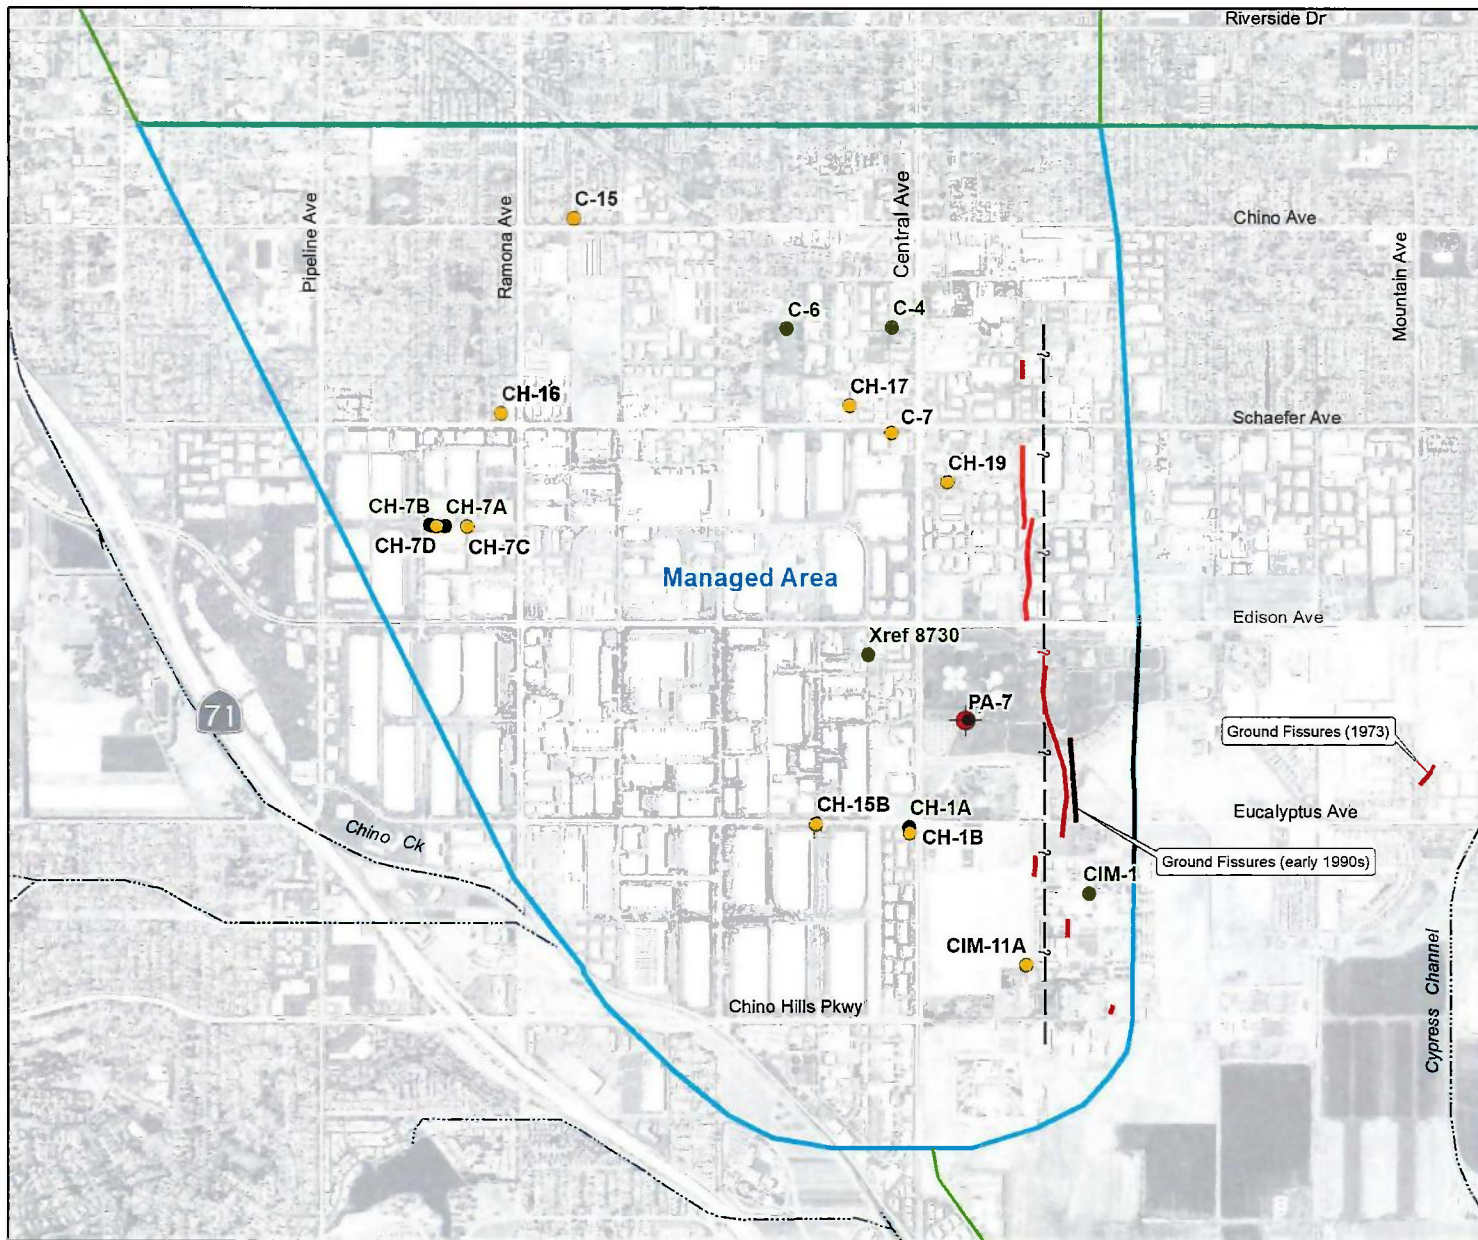 Riverside Dr
C-15
Chino Ave
Pipeline Ave
Ramona Ave
Central Ave
Mountain Ave
C-6
C-4
?
CH-16
CH-17
Schaefer Ave
C-7
?
CH-19
CH-7B
CH-7A
CH-7D
CH-7C
?
Managed Area
Edison Ave
Xref 8730
?
PA-7
71
Ground Fissures (1973)
?
CH-15B
CH-1A
Eucalyptus Ave
Chino Ck
CH-1B
?
Ground Fissures (early 1990s)
CIM-1
CIM-11A
?
Chino Hills Pkwy
Cypress Channel